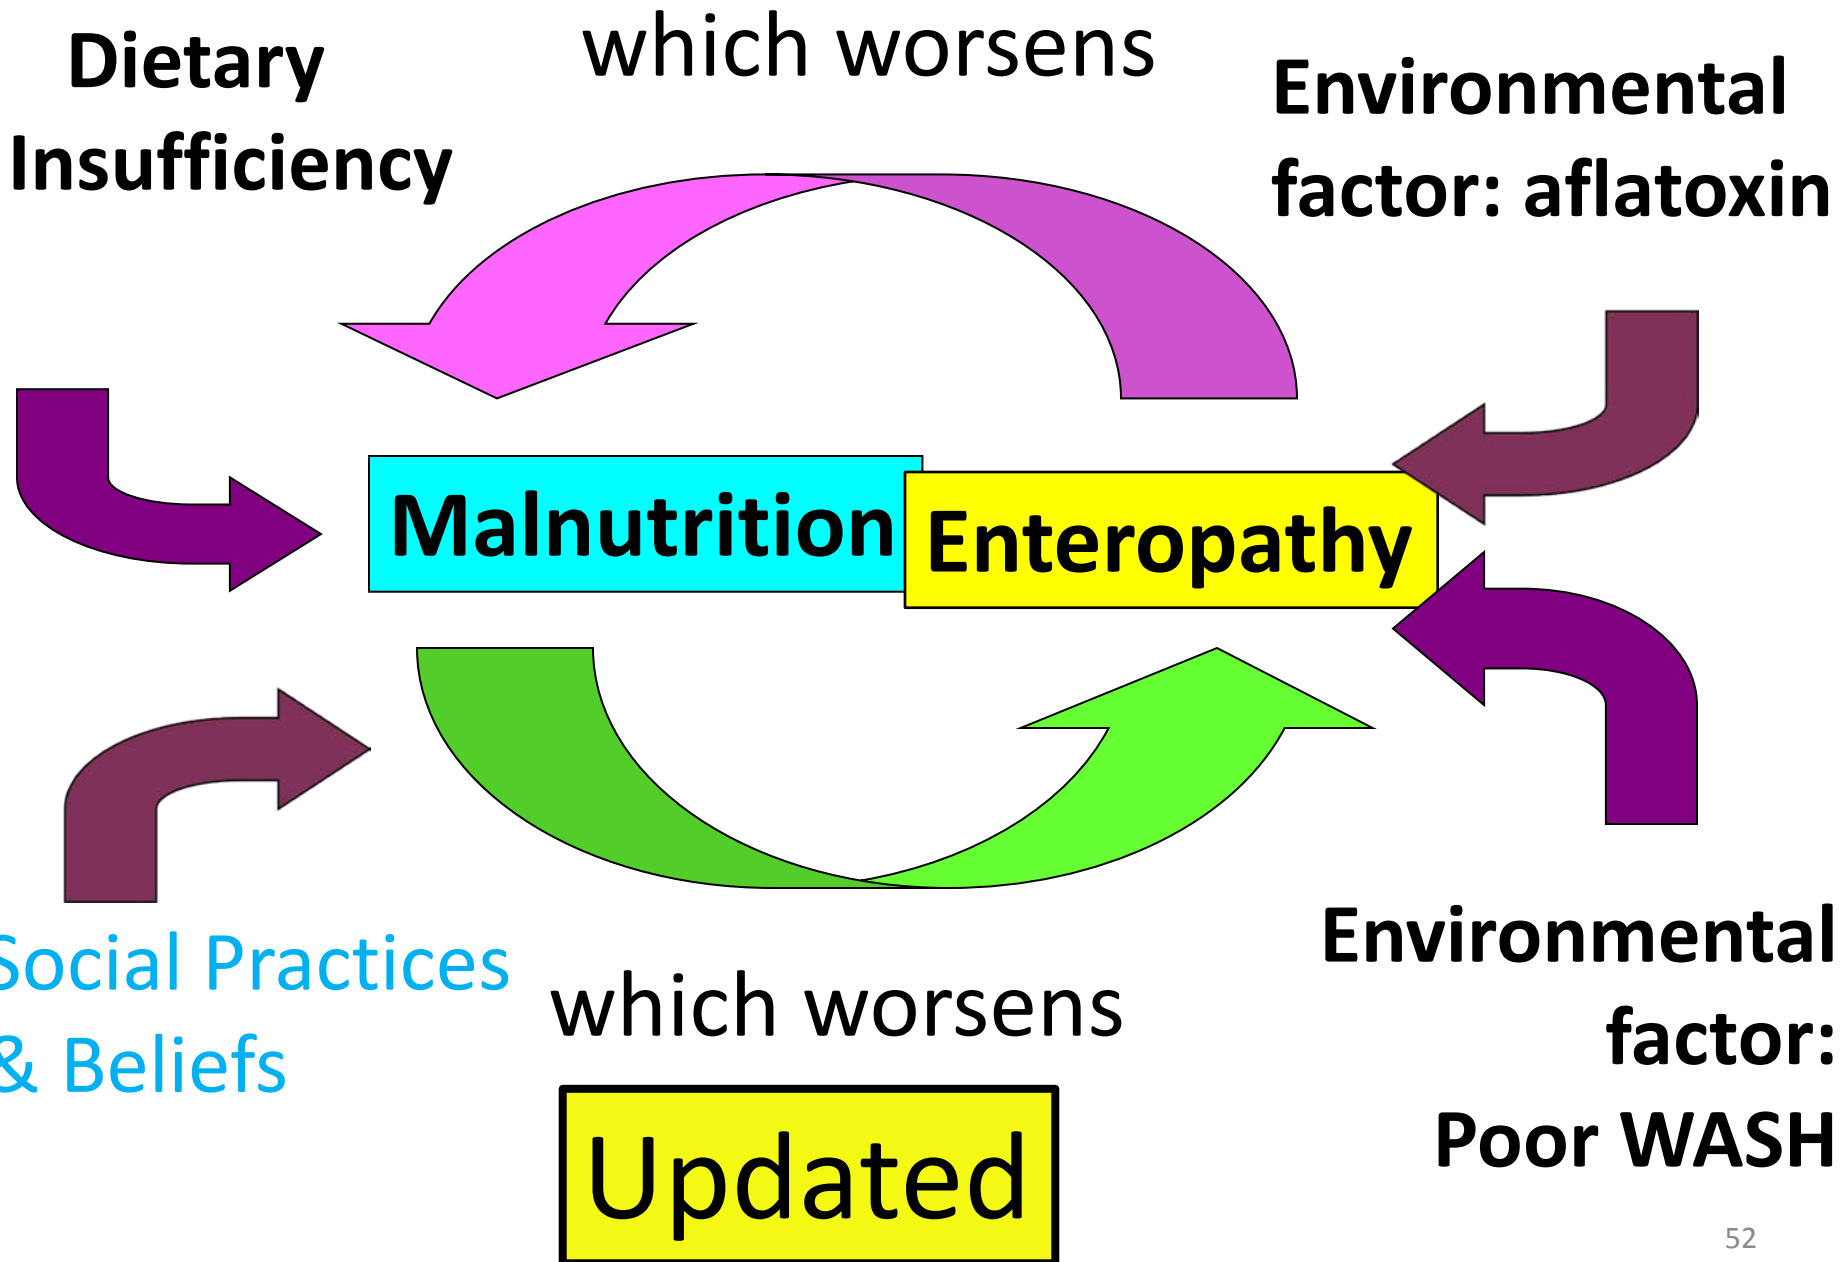 Dietary
Insufficiency
which worsens
Environmental
factor: aflatoxin
Malnutrition
Enteropathy
Social Practices
& Beliefs
which worsens
Updated
Environmental
factor:
Poor WASH
52